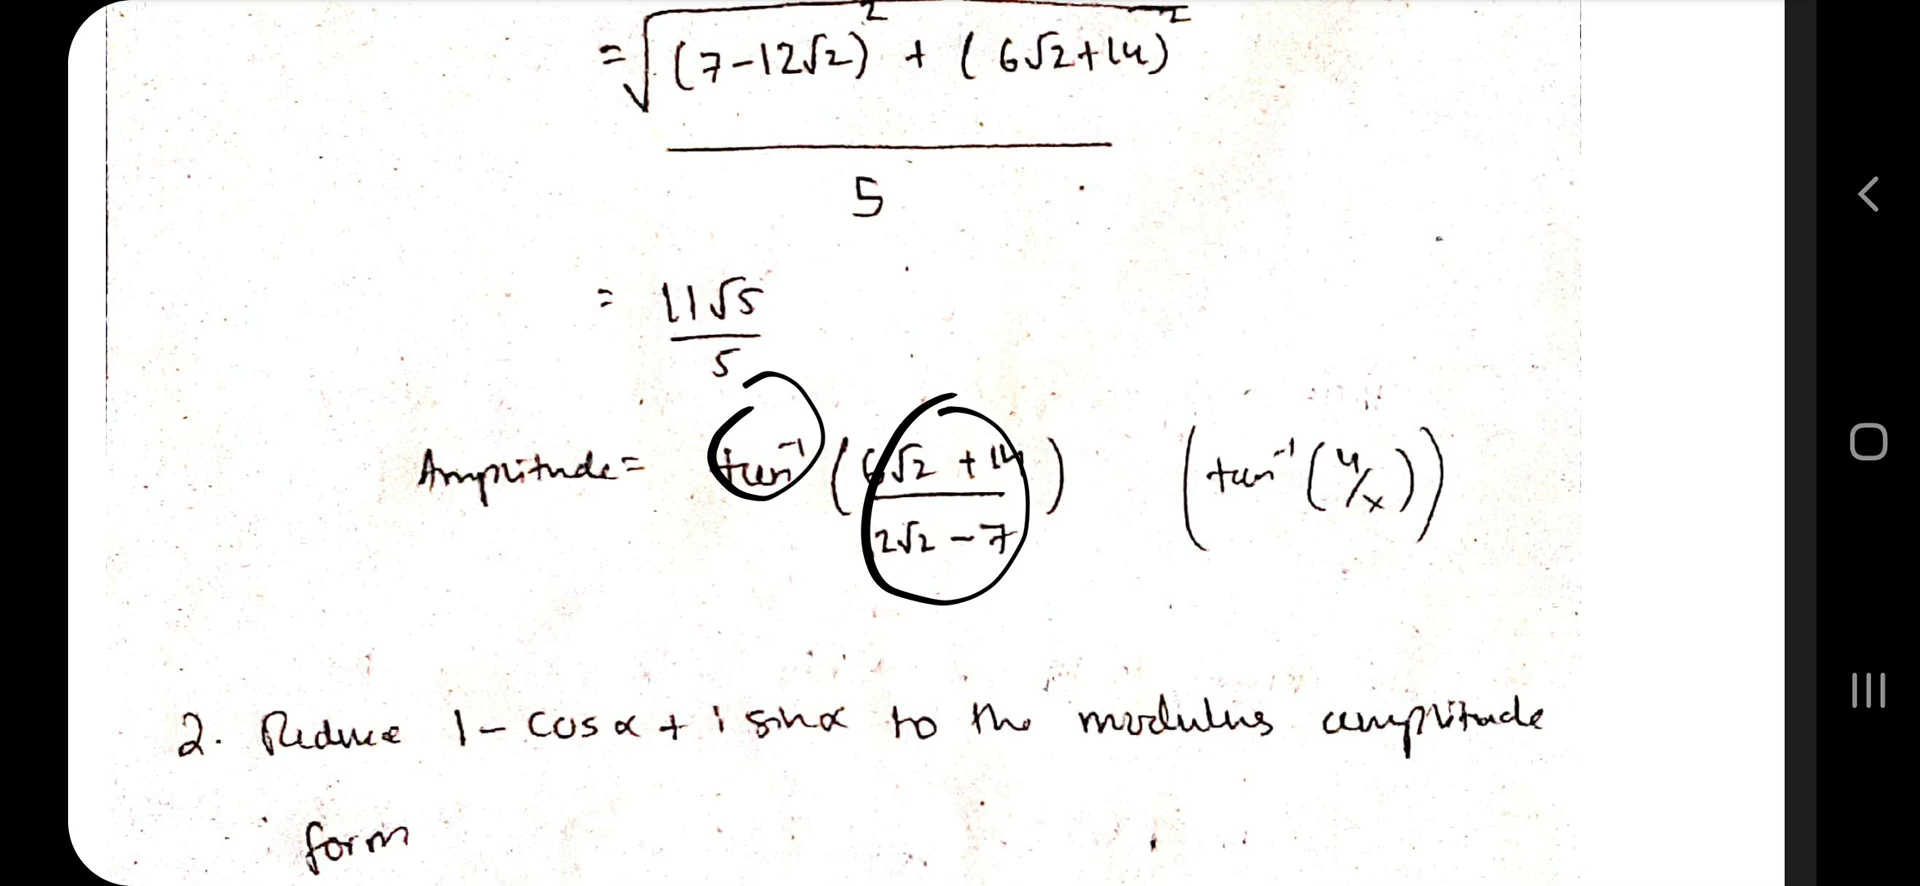 = √(7-12√2)² + (6√2+14)²
5
= 11√5
5
Amplitude = tan⁻¹ (6√2 + 14 / 2√2 - 7) (tan⁻¹ (y/x))
2. Reduce 1 - cos α + i sin α to the modulus amplitude
form